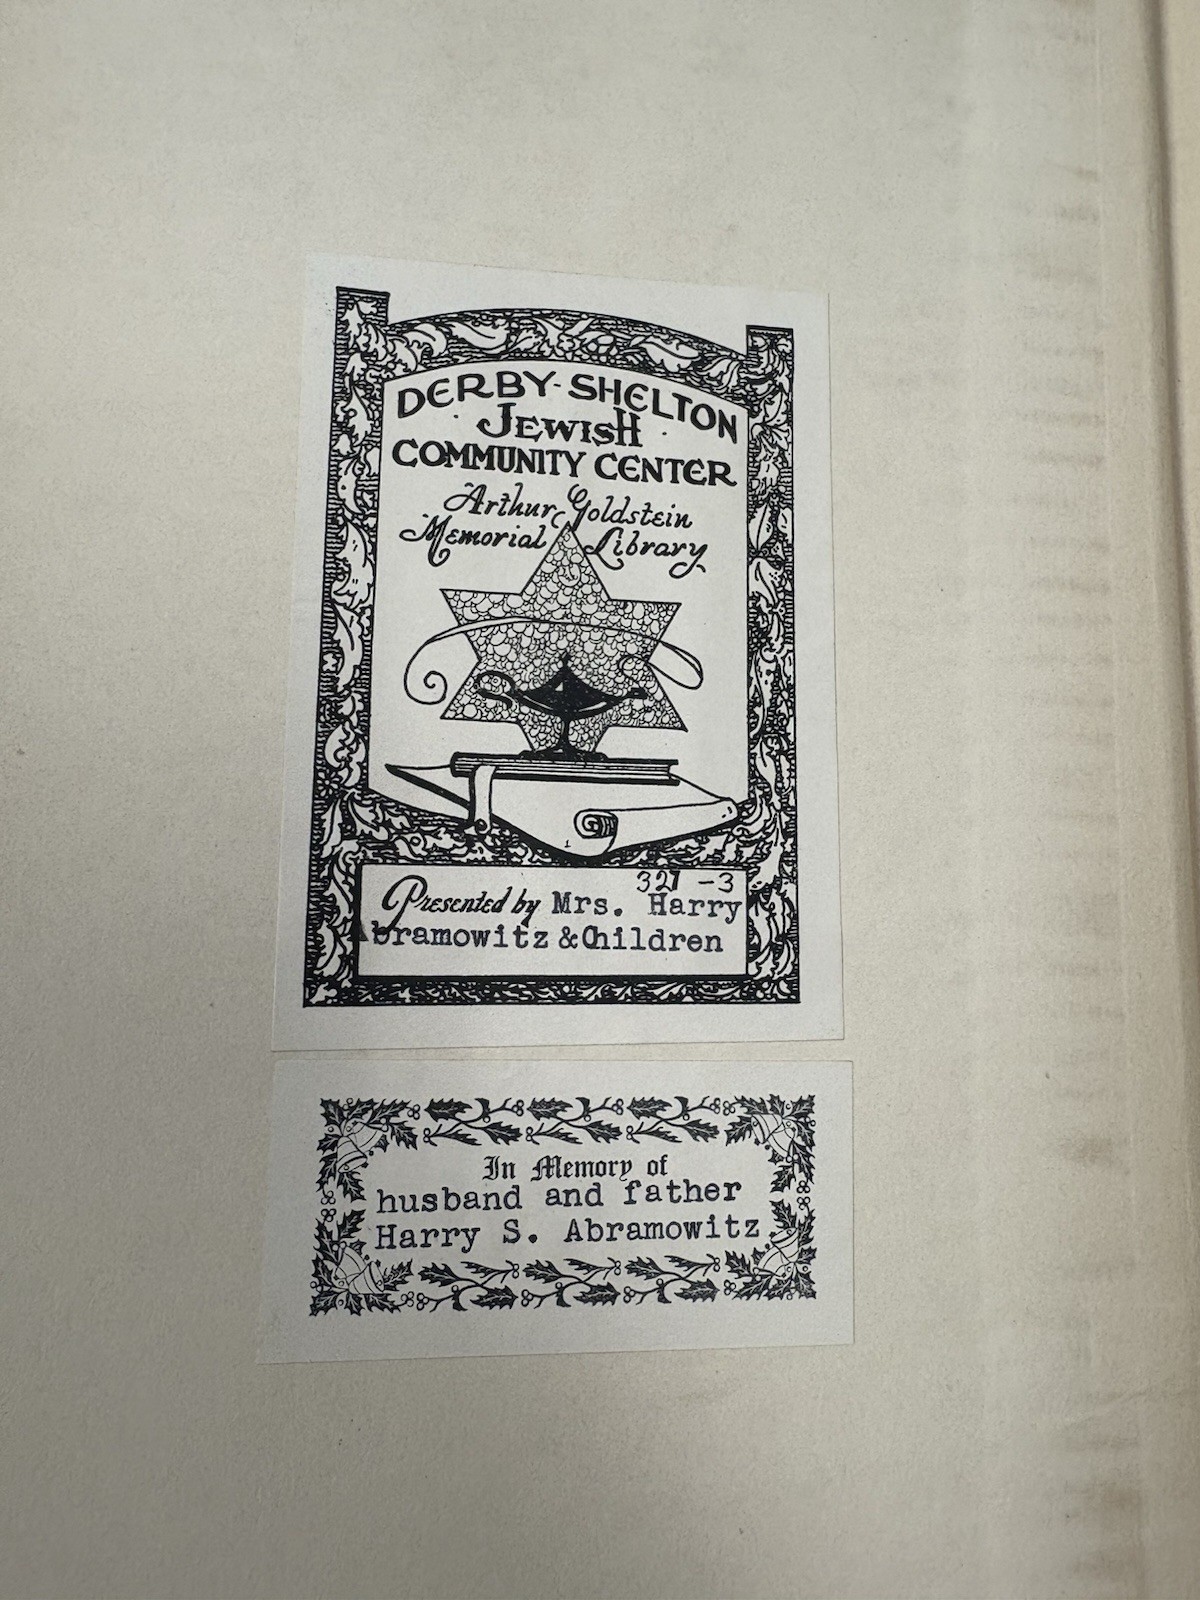 DERBY-SHELTON
JEWISH
COMMUNITY CENTER
Arthur Goldstein
Memorial Library
321 -3
Presented by Mrs. Harry
Abramowitz & Children
In Memory of
husband and father
Harry S. Abramowitz